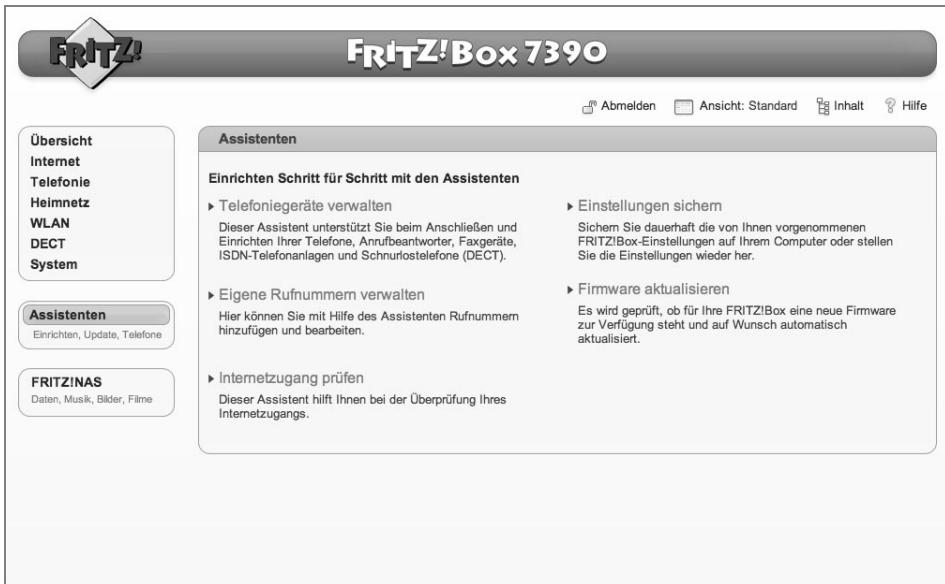 FRITZ!
FRITZ!Box 7390
Abmelden
Ansicht: Standard
Inhalt
Hilfe
Übersicht
Internet
Telefonie
Heimnetz
WLAN
DECT
System
Assistenten
Einrichten, Update, Telefone
FRITZ!NAS
Daten, Musik, Bilder, Filme
Assistenten
Einrichten Schritt für Schritt mit den Assistenten
Telefoniegeräte verwalten
Dieser Assistent unterstützt Sie beim Anschließen und
Einrichten Ihrer Telefone, Anrufbeantworter, Faxgeräte,
ISDN-Telefonanlagen und Schnurlostelefone (DECT).
Eigene Rufnummern verwalten
Hier können Sie mit Hilfe des Assistenten Rufnummern
hinzufügen und bearbeiten.
Internetzugang prüfen
Dieser Assistent hilft Ihnen bei der Überprüfung Ihres
Internetzugangs.
Einstellungen sichern
Sichern Sie dauerhaft die von Ihnen vorgenommenen
FRITZ!Box-Einstellungen auf Ihrem Computer oder stellen
Sie die Einstellungen wieder her.
Firmware aktualisieren
Es wird geprüft, ob für Ihre FRITZ!Box eine neue Firmware
zur Verfügung steht und auf Wunsch automatisch
aktualisiert.